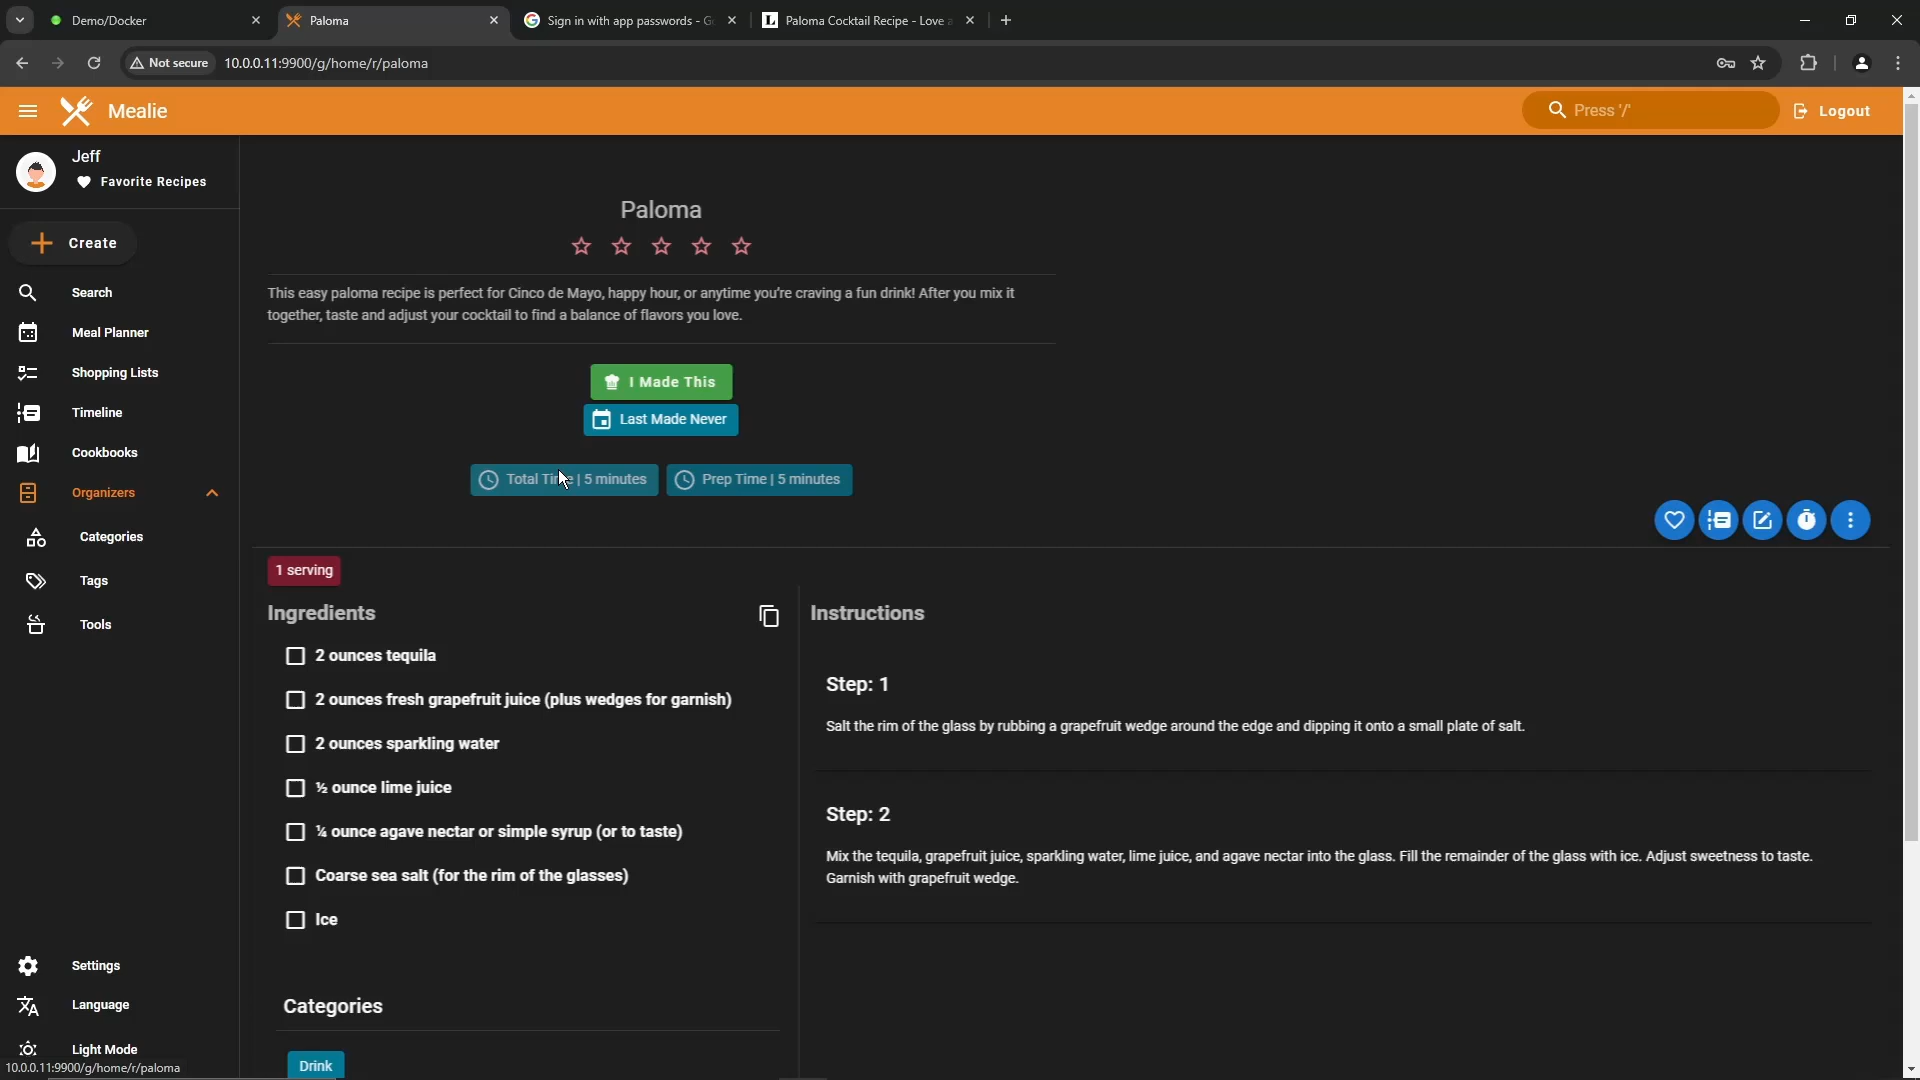 Demo/Docker
Paloma
Sign in with app passwords - G
Paloma Cocktail Recipe - Love a
Not secure
10.0.0.11:9900/g/home/r/paloma
Mealie
Press '/'
Logout
Jeff
Favorite Recipes
Create
Search
Meal Planner
Shopping Lists
Timeline
Cookbooks
Organizers
Categories
Tags
Tools
Settings
Language
Light Mode
10.0.0.11:9900/g/home/r/paloma
Paloma
This easy paloma recipe is perfect for Cinco de Mayo, happy hour, or anytime you're craving a fun drink! After you mix it
together, taste and adjust your cocktail to find a balance of flavors you love.
I Made This
Last Made Never
Total Time | 5 minutes
Prep Time | 5 minutes
1 serving
Ingredients
2 ounces tequila
2 ounces fresh grapefruit juice (plus wedges for garnish)
2 ounces sparkling water
½ ounce lime juice
¼ ounce agave nectar or simple syrup (or to taste)
Coarse sea salt (for the rim of the glasses)
Ice
Categories
Drink
Instructions
Step: 1
Salt the rim of the glass by rubbing a grapefruit wedge around the edge and dipping it onto a small plate of salt.
Step: 2
Mix the tequila, grapefruit juice, sparkling water, lime juice, and agave nectar into the glass. Fill the remainder of the glass with ice. Adjust sweetness to taste.
Garnish with grapefruit wedge.